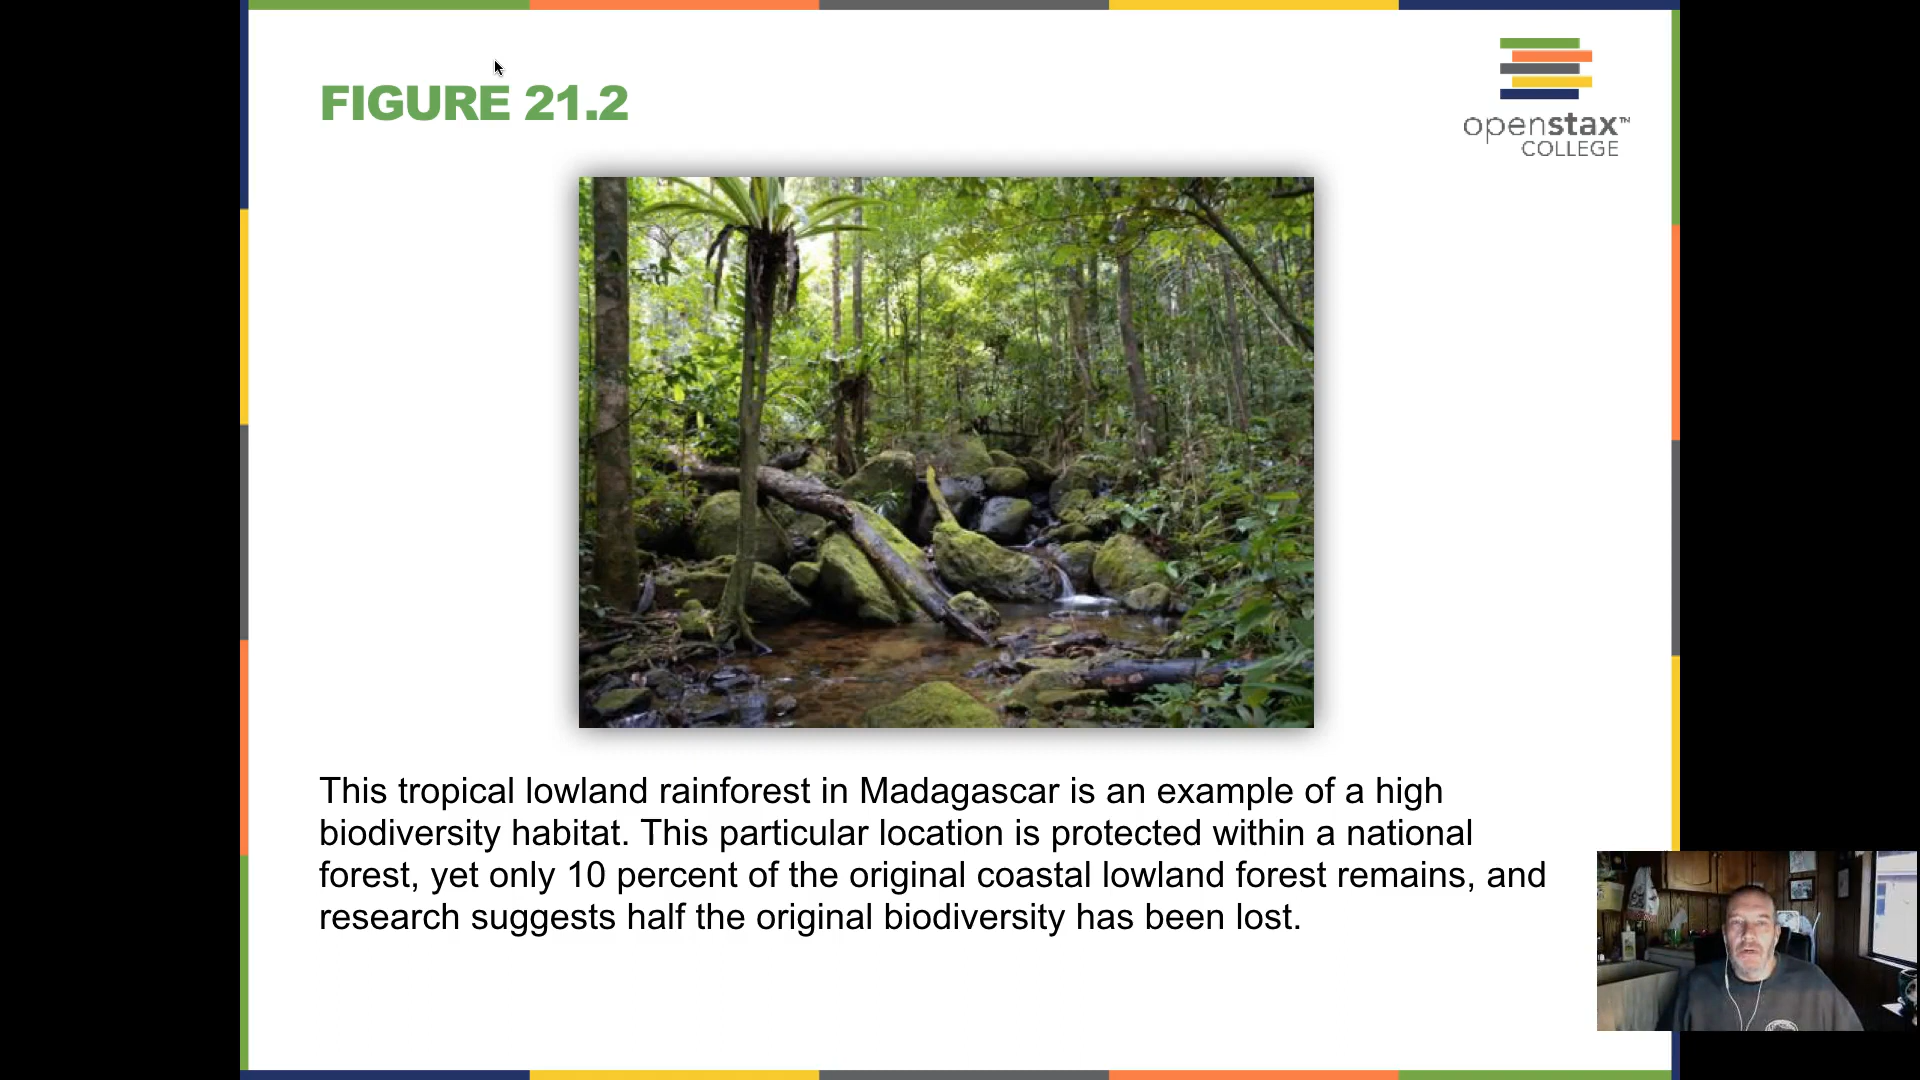 FIGURE 21.2
openstax™
COLLEGE
This tropical lowland rainforest in Madagascar is an example of a high
biodiversity habitat. This particular location is protected within a national
forest, yet only 10 percent of the original coastal lowland forest remains, and
research suggests half the original biodiversity has been lost.